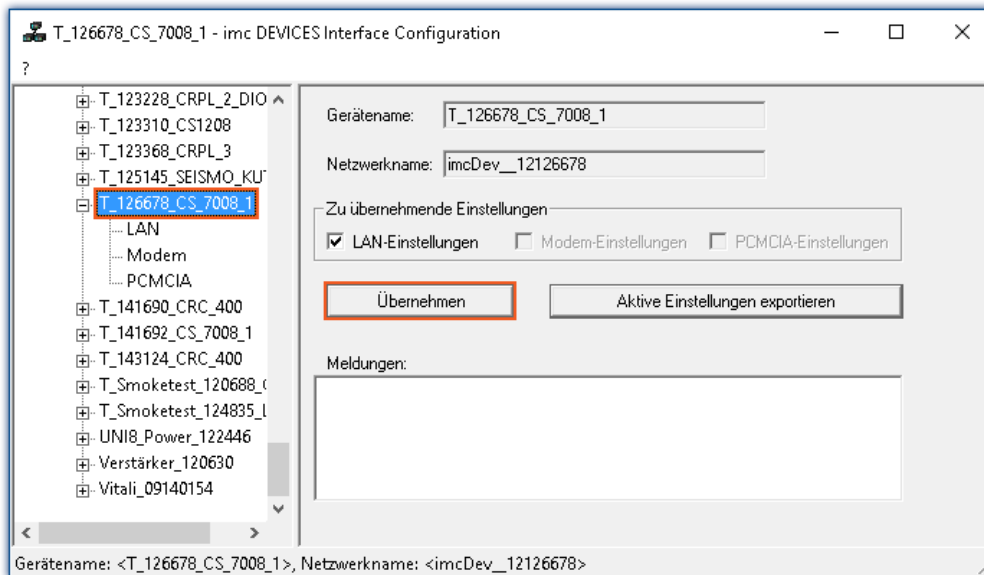 T_126678_CS_7008_1 - imc DEVICES Interface Configuration
?
T_123228_CRPL_2_DIO
T_123310_CS1208
T_123368_CRPL_3
T_125145_SEISMO_KU
T_126678_CS_7008_1
LAN
Modem
PCMCIA
T_141690_CRC_400
T_141692_CS_7008_1
T_143124_CRC_400
T_Smoketest_120688_
T_Smoketest_124835_L
UNI8_Power_122446
Verstärker_120630
Vitali_09140154
Gerätename: T_126678_CS_7008_1
Netzwerkname: imcDev__12126678
Zu übernehmende Einstellungen
LAN-Einstellungen Modem-Einstellungen PCMCIA-Einstellungen
Übernehmen Aktive Einstellungen exportieren
Meldungen:
Gerätename: <T_126678_CS_7008_1>, Netzwerkname: <imcDev__12126678>